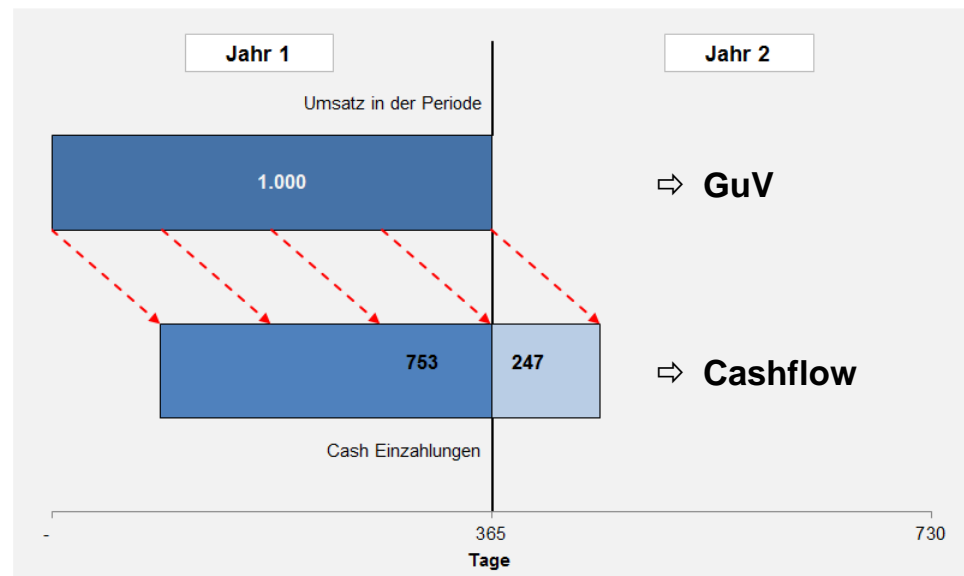 Jahr 1
Jahr 2
Umsatz in der Periode
1.000
⇨ GuV
753
247
⇨ Cashflow
Cash Einzahlungen
-
365
730
Tage